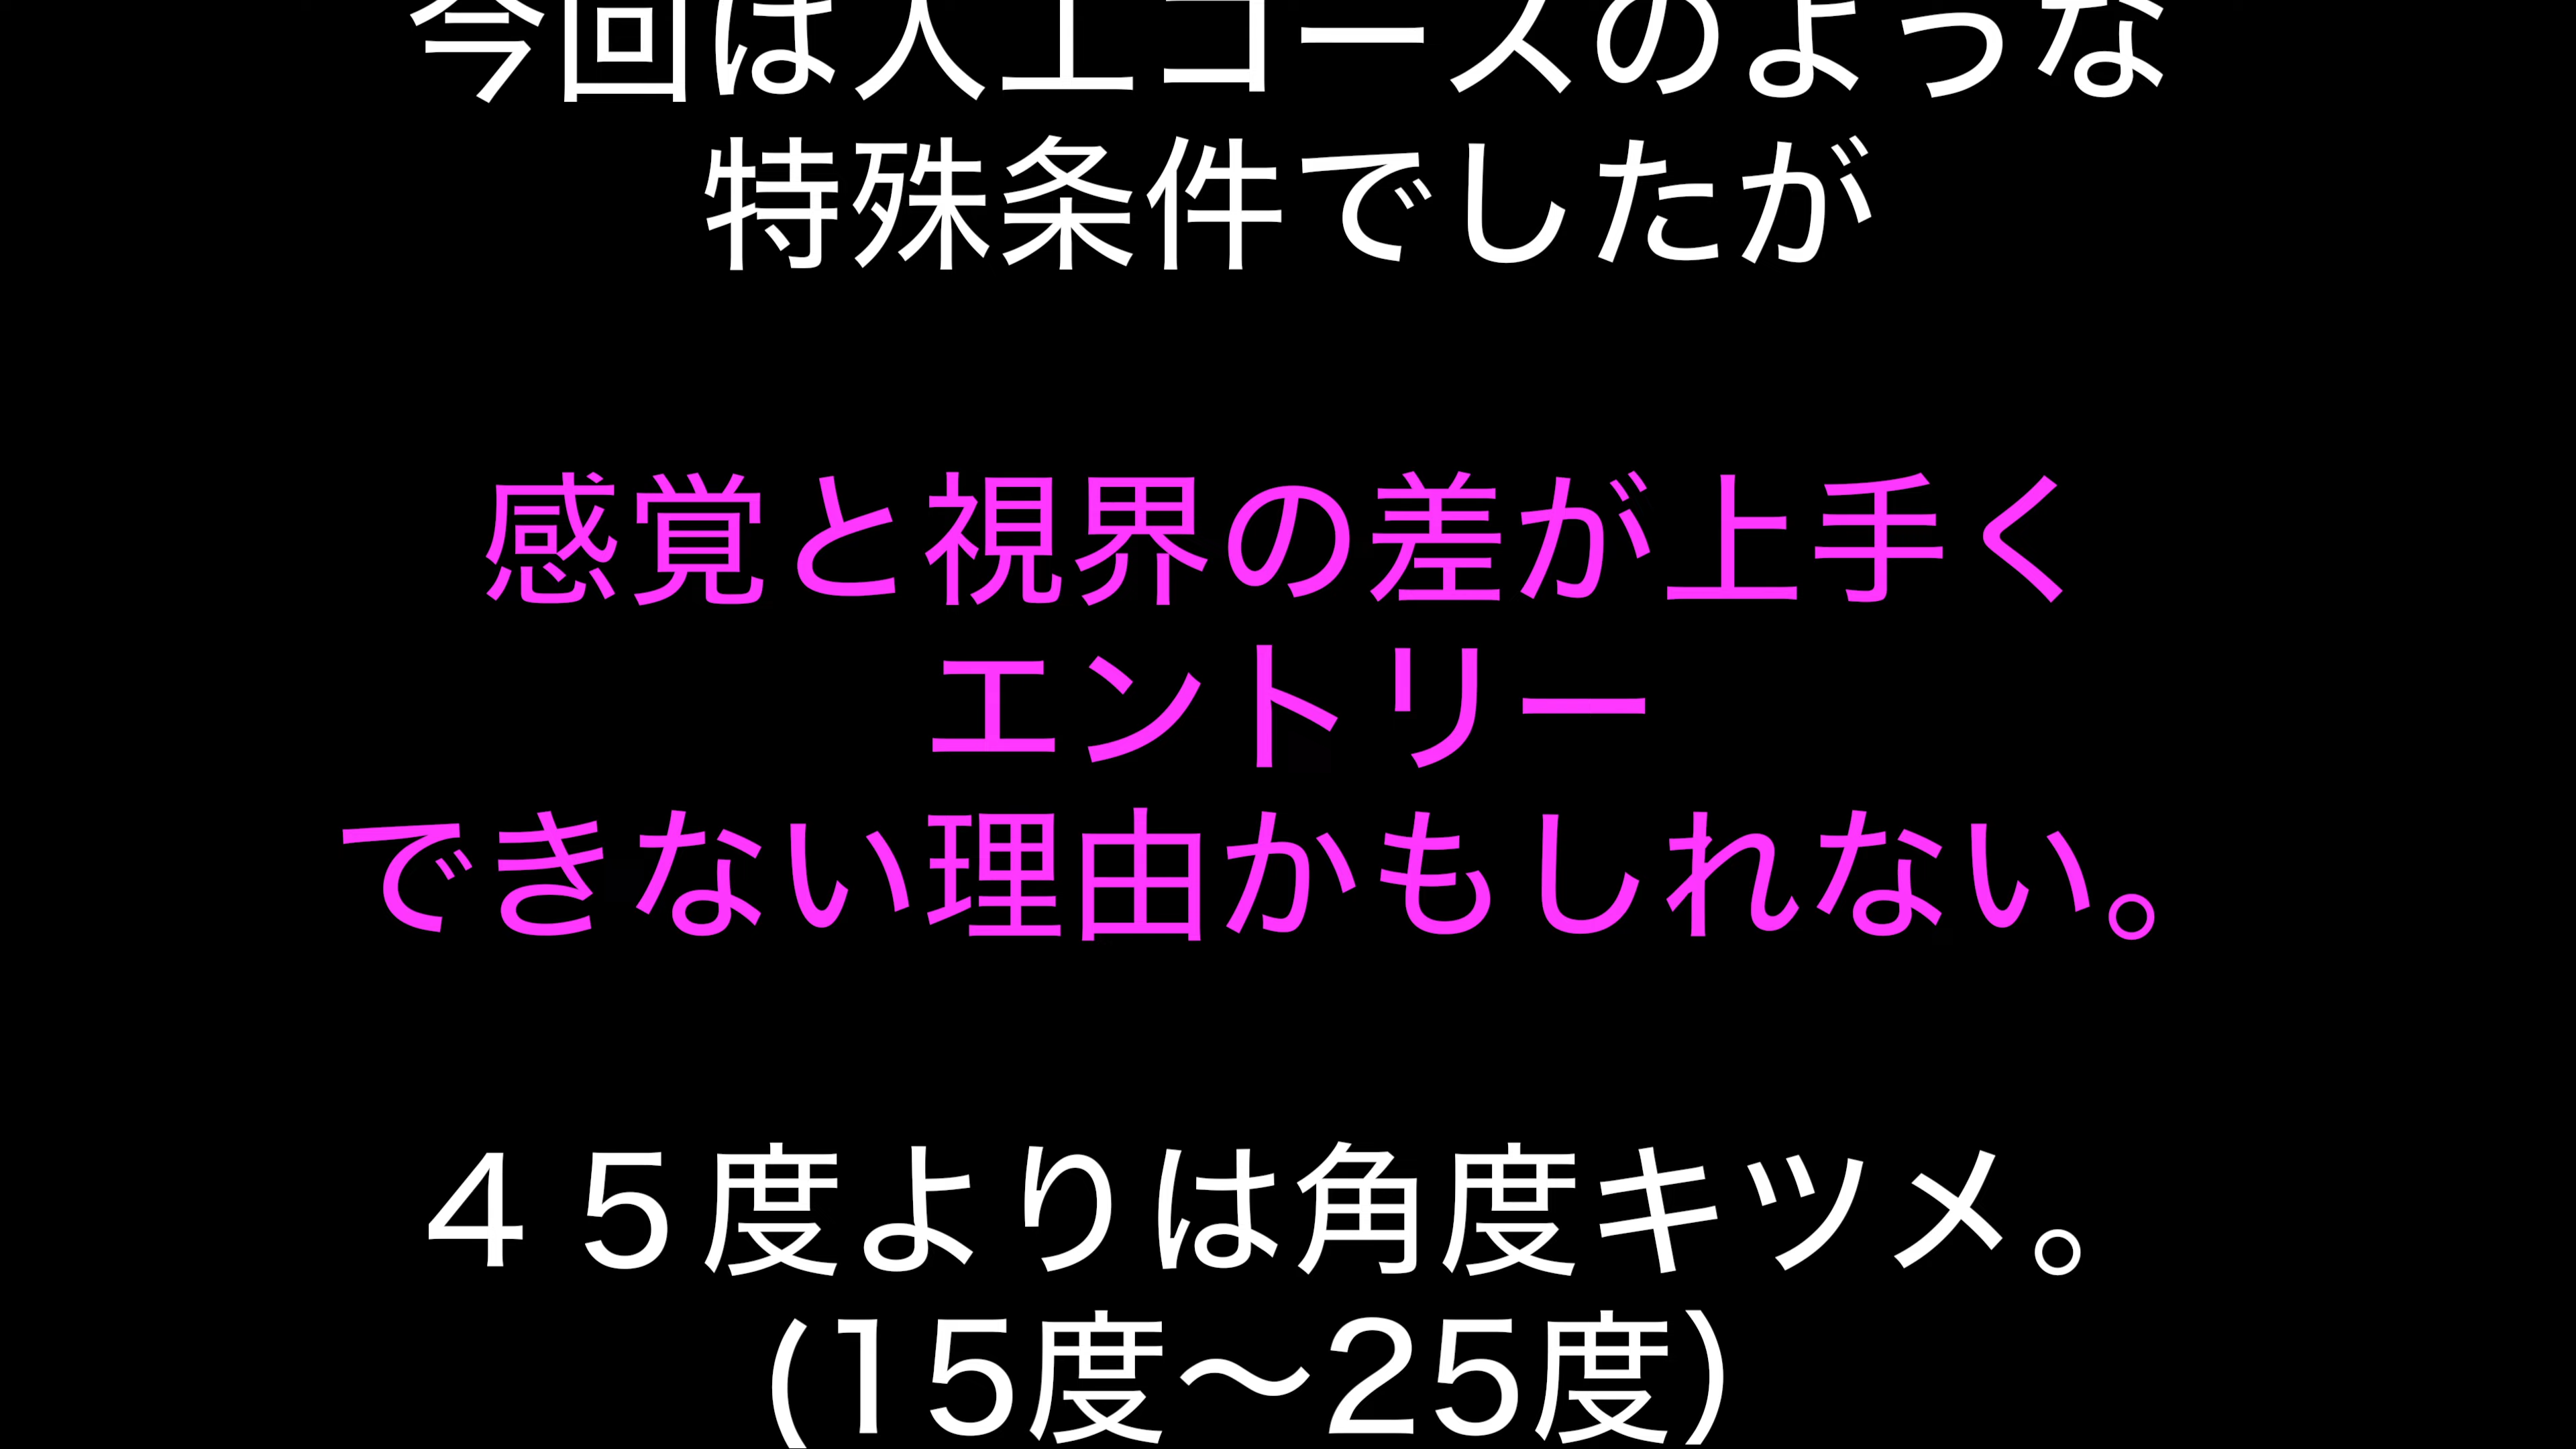 今回は人工コースのような
特殊条件でしたが
感覚と視界の差が上手く
エントリー
できない理由かもしれない。
４５度よりは角度キツメ。
(15度〜25度)